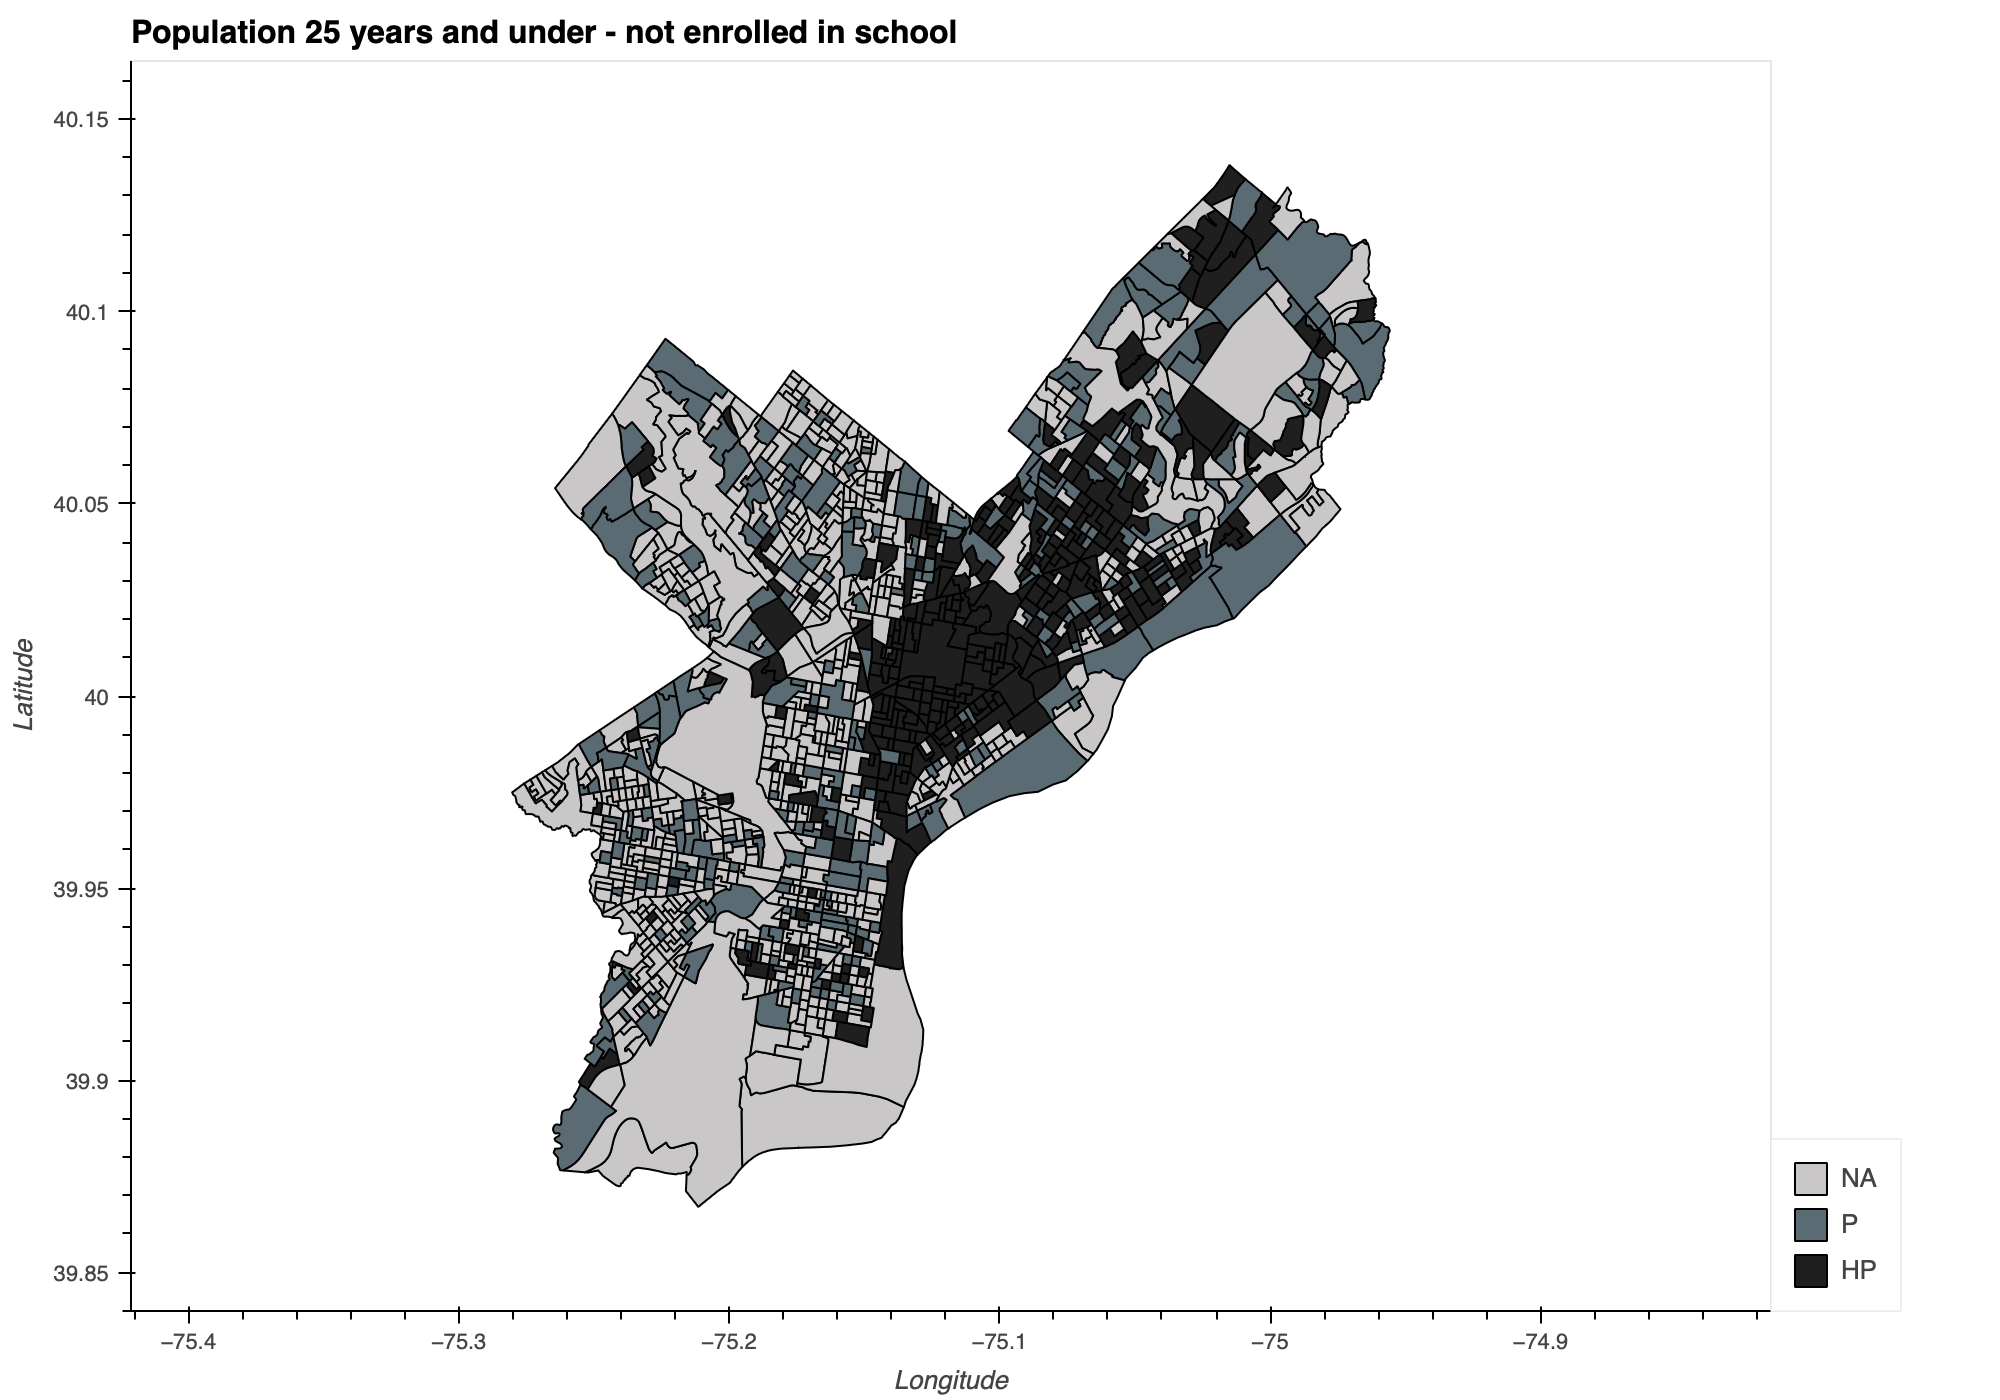 Population 25 years and under - not enrolled in school
40.15
40.1
40.05
40
39.95
39.9
39.85
Latitude
−75.4
−75.3
−75.2
−75.1
−75
−74.9
Longitude
NA
P
HP